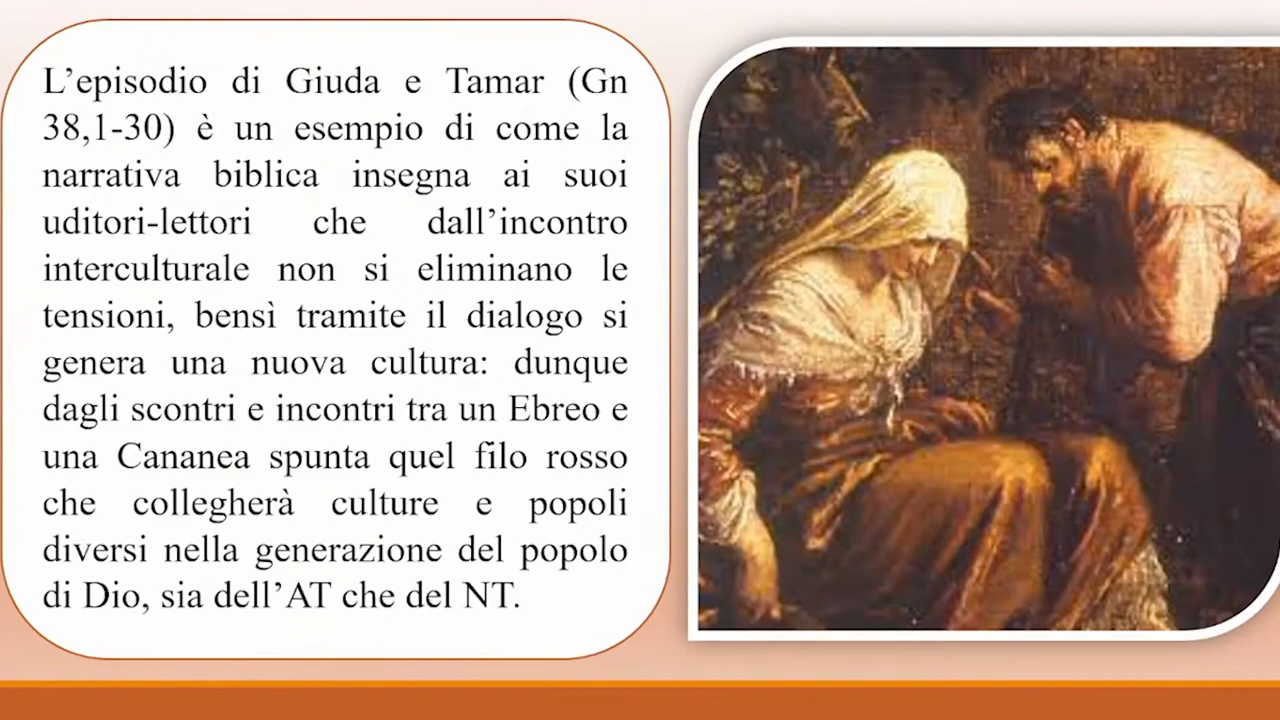 L’episodio di Giuda e Tamar (Gn
38,1-30) è un esempio di come la
narrativa biblica insegna ai suoi
uditori-lettori che dall’incontro
interculturale non si eliminano le
tensioni, bensì tramite il dialogo si
genera una nuova cultura: dunque
dagli scontri e incontri tra un Ebreo e
una Cananea spunta quel filo rosso
che collegherà culture e popoli
diversi nella generazione del popolo
di Dio, sia dell’AT che del NT.